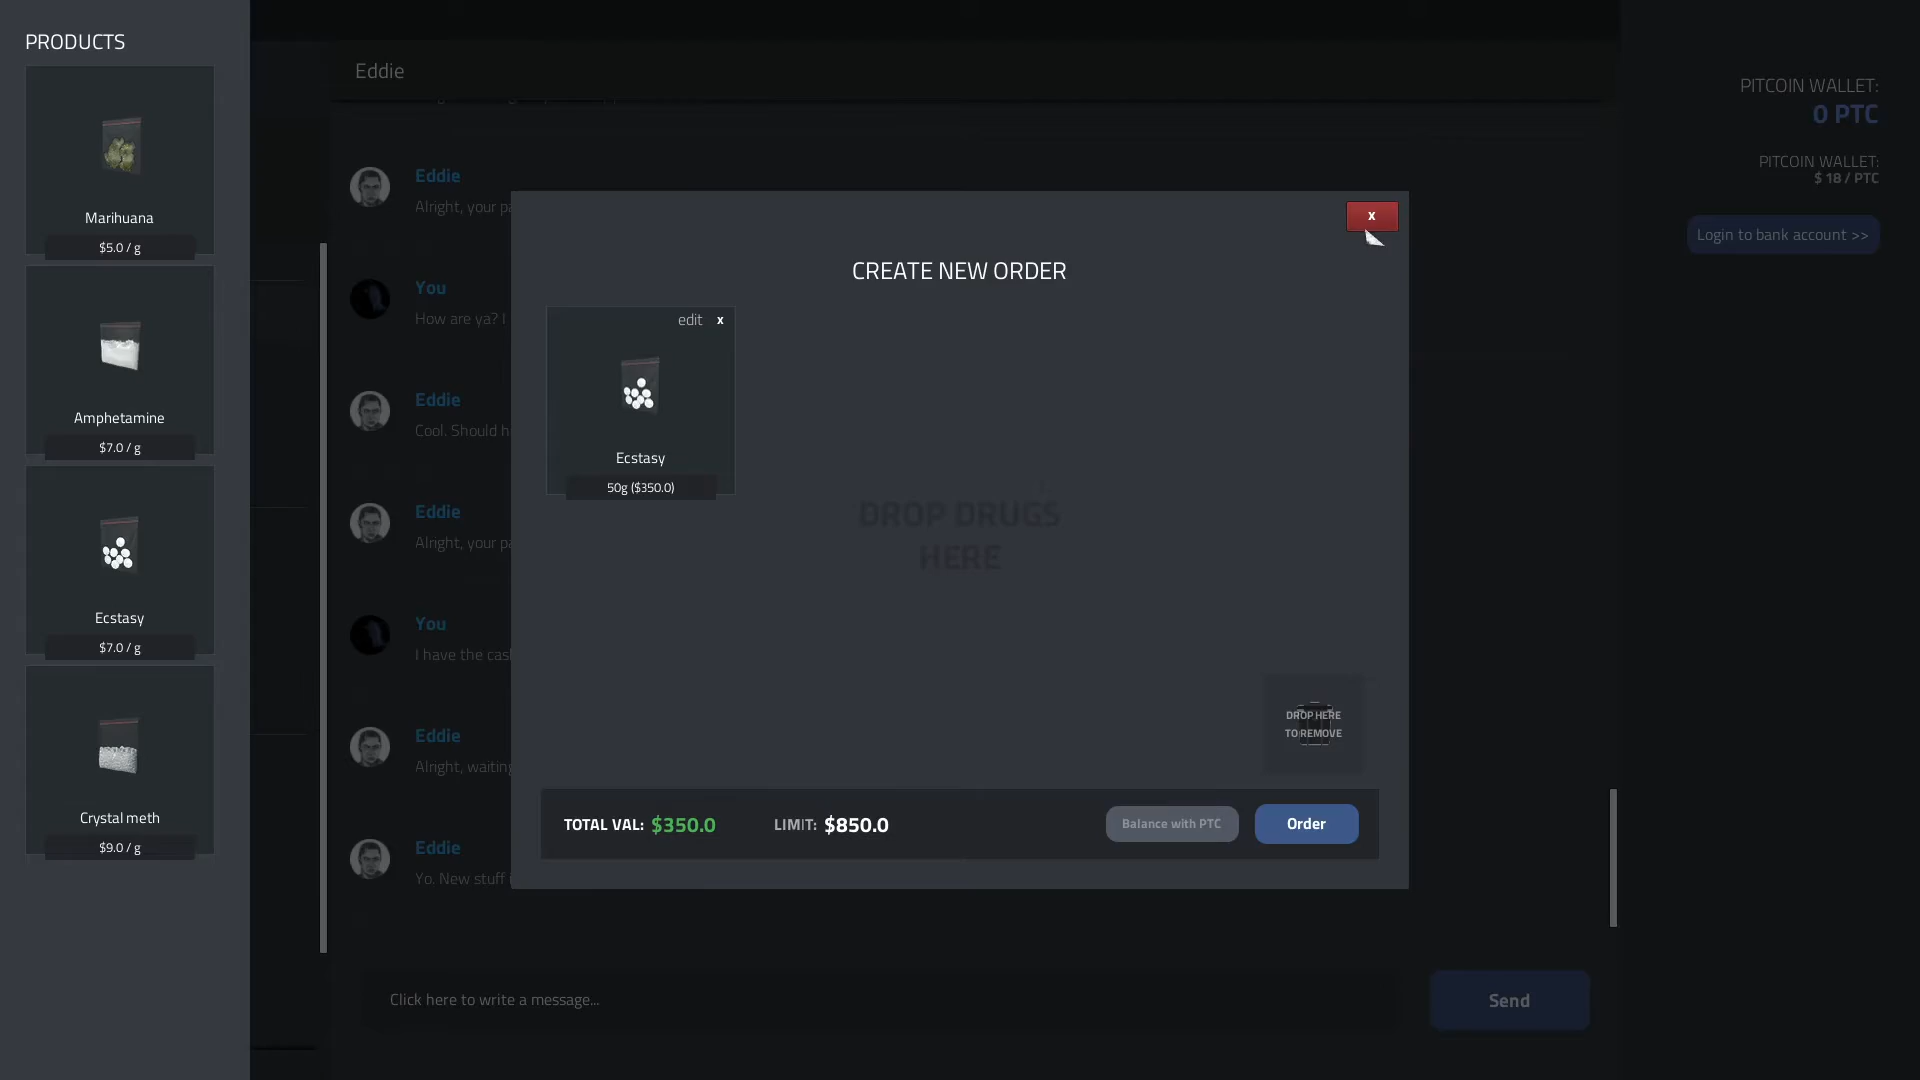 PRODUCTS
Marihuana
$5.0 / g
Amphetamine
$7.0 / g
Ecstasy
$7.0 / g
Crystal meth
$9.0 / g
Eddie
Eddie
Alright, your pa
You
How are ya? I
Eddie
Cool. Should h
Eddie
Alright, your pa
You
I have the cas
Eddie
Alright, waiting
Eddie
Yo. New stuff i
Click here to write a message...
Send
x
CREATE NEW ORDER
edit x
Ecstasy
50g ($350.0)
DROP DRUGS
HERE
DROP HERE
TO REMOVE
TOTAL VAL: $350.0 LIMIT: $850.0
Balance with PTC
Order
PITCOIN WALLET:
0 PTC
PITCOIN WALLET:
$ 18 / PTC
Login to bank account >>